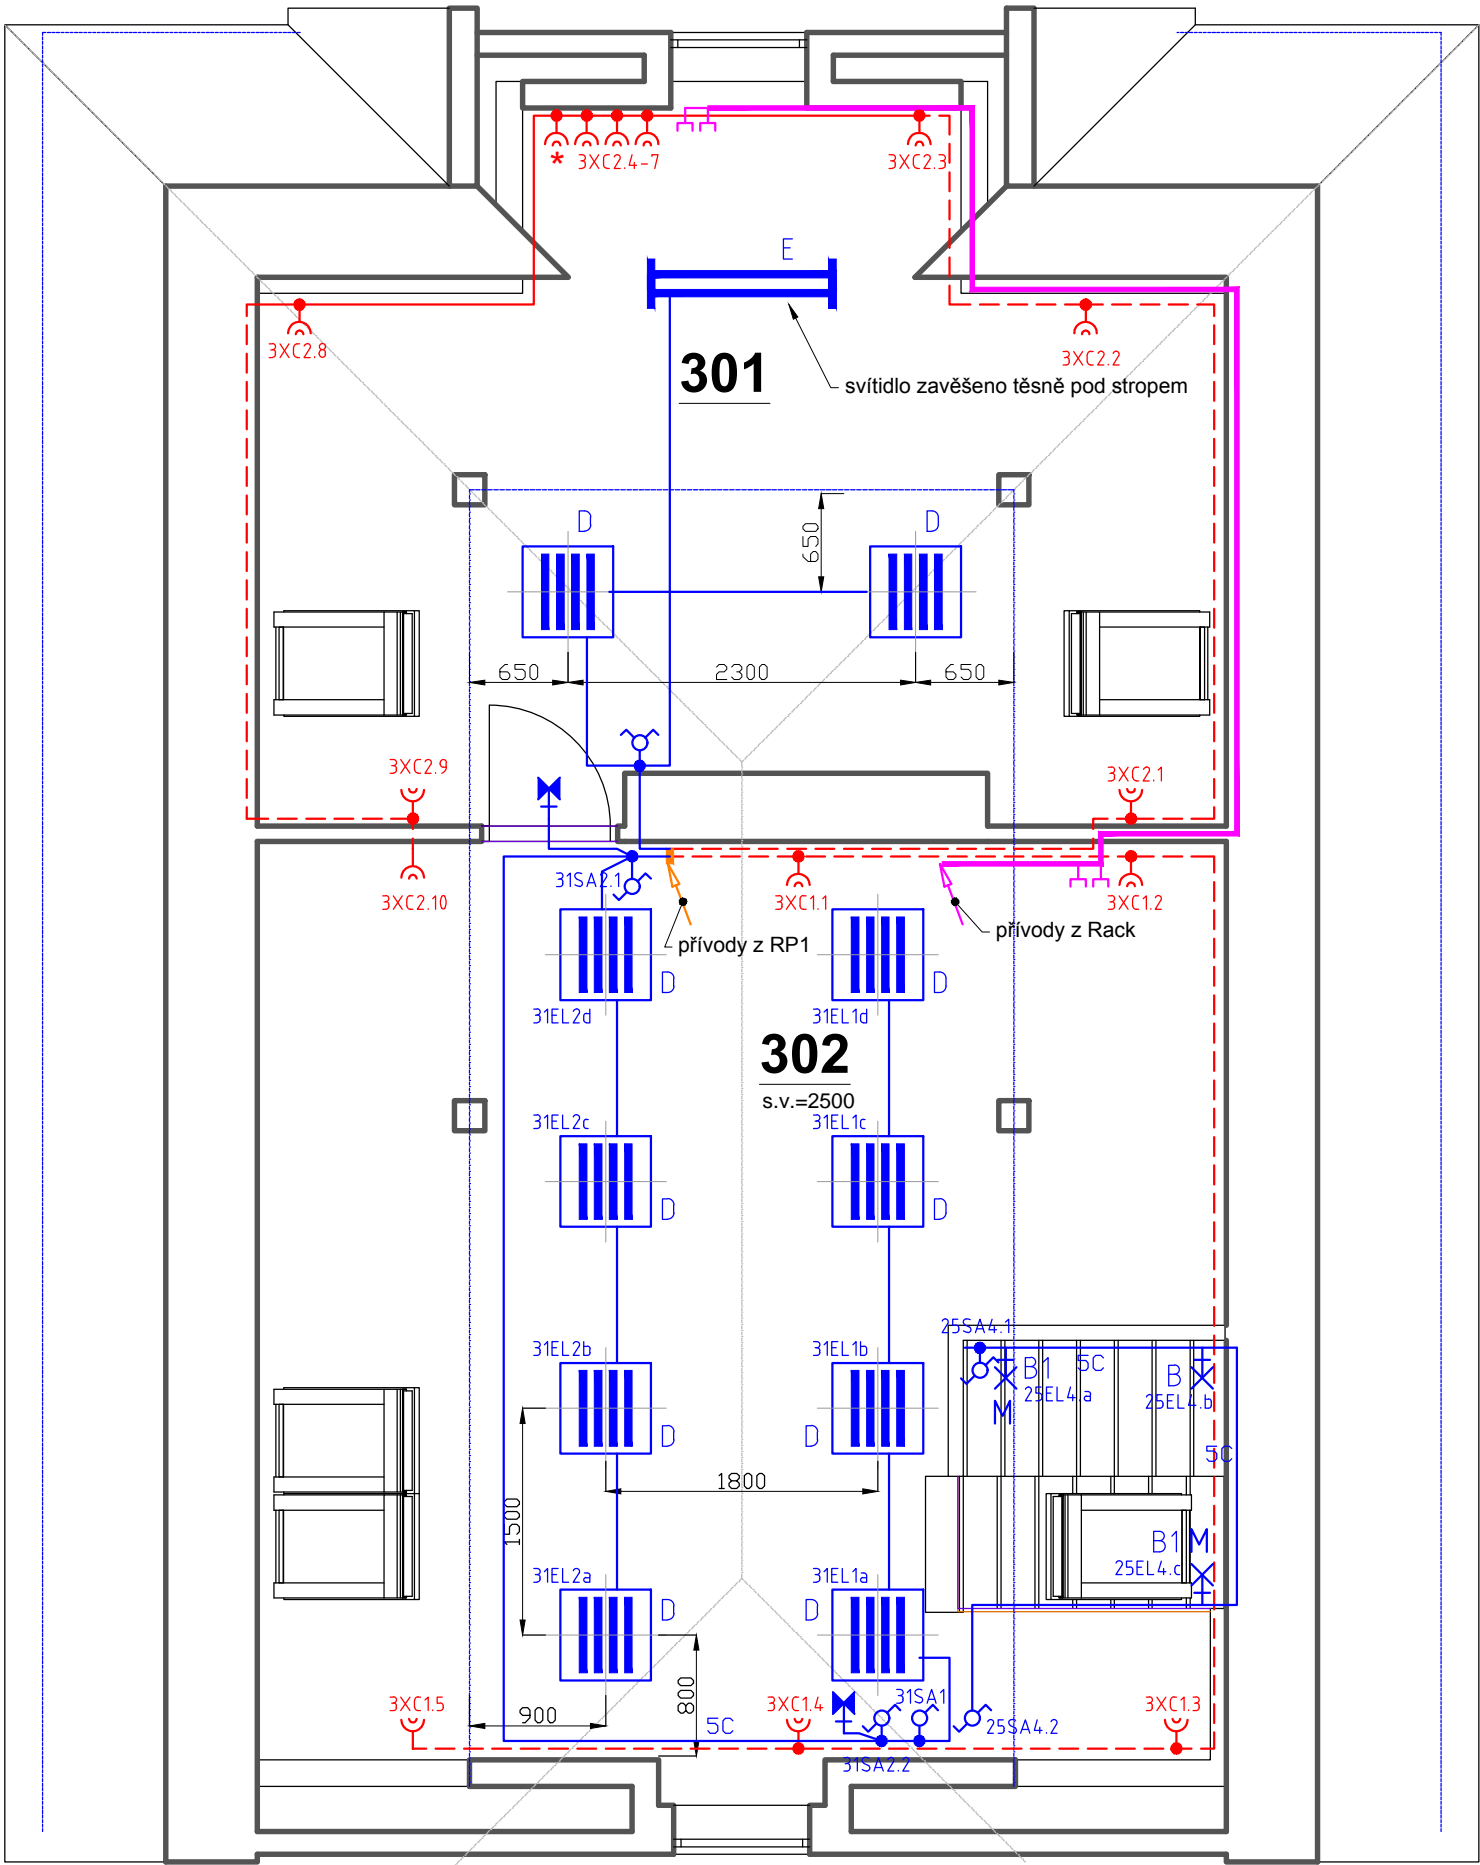 * 3XC2.4-7 3XC2.3
E
3XC2.8
301
3XC2.2
svítidlo zavěšeno těsně pod stropem
D D
650
650 2300 650
3XC2.9 3XC2.1
31SA2.1
3XC2.10 3XC1.1 3XC1.2
přívody z RP1 přívody z Rack
D D
31EL2d 31EL1d
302
s.v.=2500
31EL2c 31EL1c
D D
25SA4.1
31EL2b 31EL1b B1 5C B
25EL4.a 25EL4.b
M
D D
5C
1800
1500
B1 M
25EL4.c
31EL2a 31EL1a
D D
3XC1.5 800 3XC1.4 31SA1 3XC1.3
900 5C 25SA4.2
31SA2.2